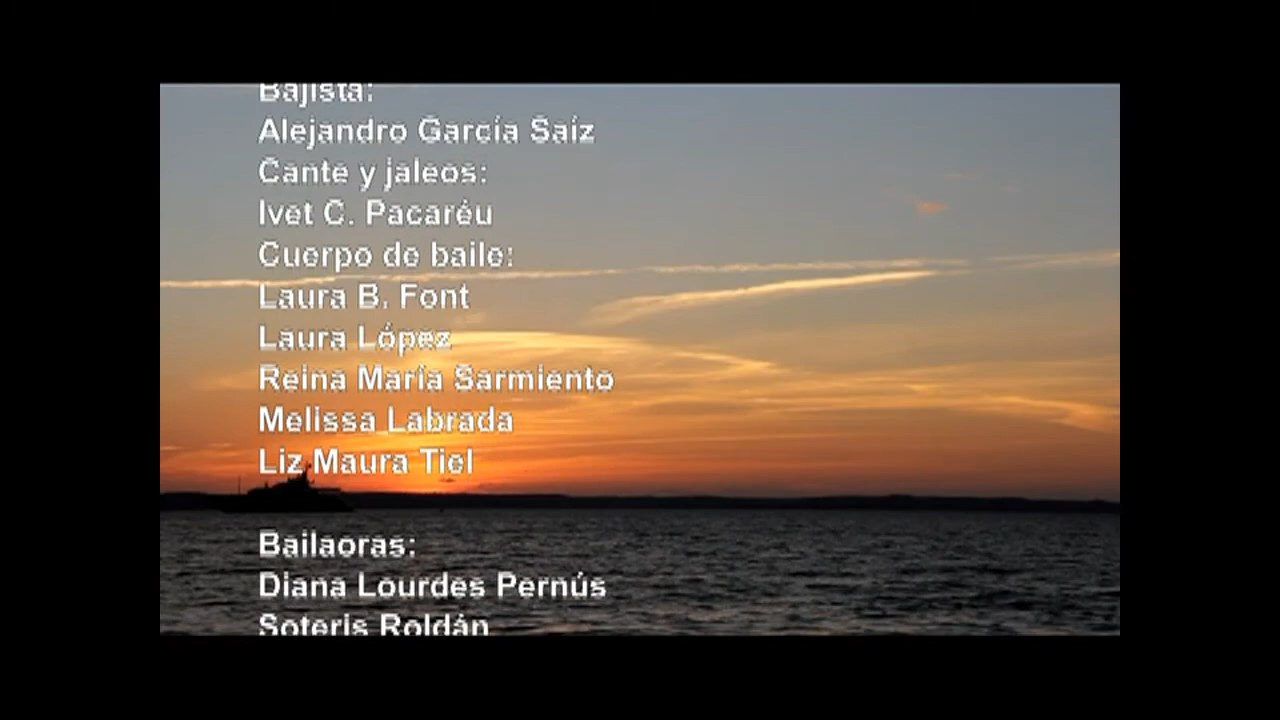 Bajista:
Alejandro García Saíz
Cante y jaleos:
Ivet C. Pacaréu
Cuerpo de baile:
Laura B. Font
Laura López
Reina María Sarmiento
Melissa Labrada
Liz Maura Tiel
Bailaoras:
Diana Lourdes Pernús
Soteris Roldán